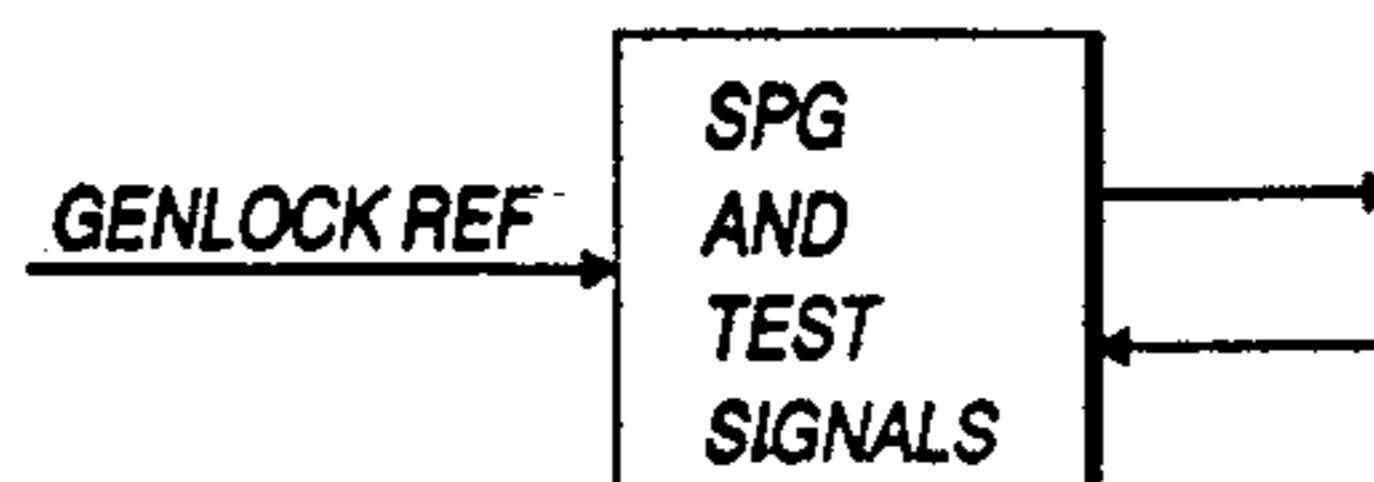 GENLOCK REF
SPG
AND
TEST
SIGNALS